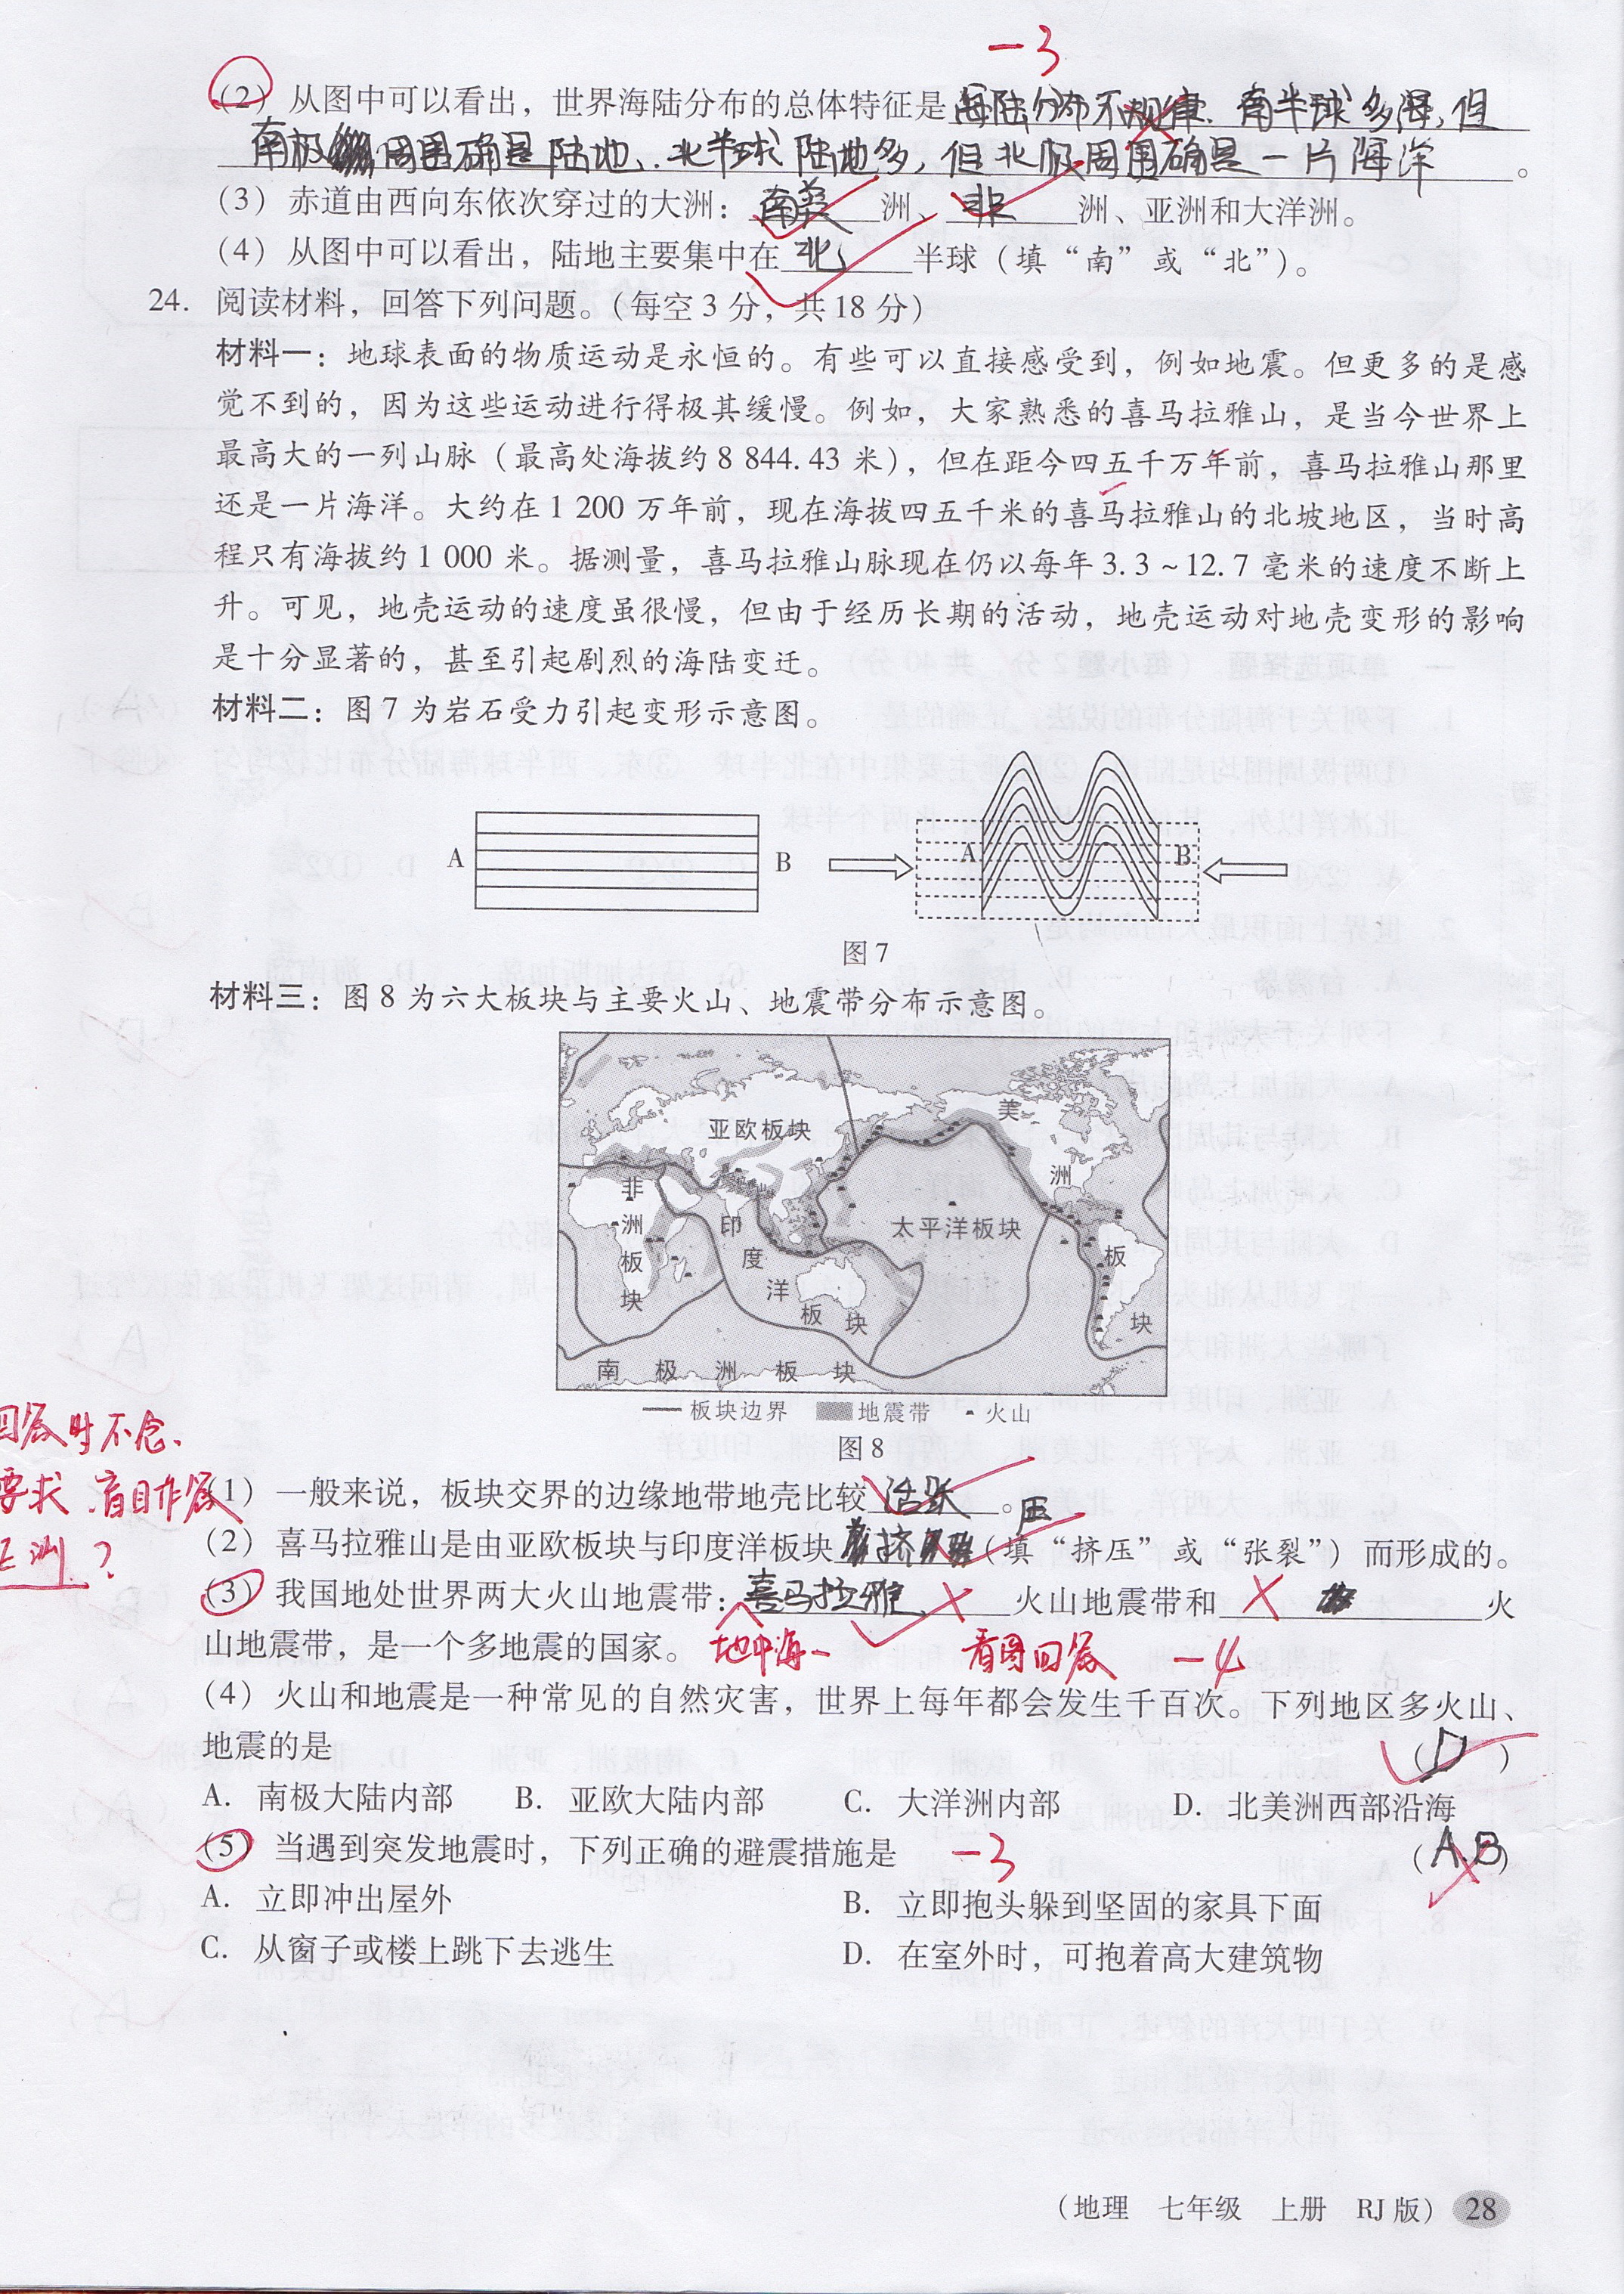 -3
(2) 从图中可以看出，世界海陆分布的总体特征是海陆分布不规律.南半球多海,但
南极周围确是陆地,.北半球陆地多,但北极周围确是一片海洋。
(3) 赤道由西向东依次穿过的大洲：南美洲、非洲、亚洲和大洋洲。
(4) 从图中可以看出，陆地主要集中在北半球（填“南”或“北”）。
24. 阅读材料，回答下列问题。（每空3分，共18分）
材料一：地球表面的物质运动是永恒的。有些可以直接感受到，例如地震。但更多的是感
觉不到的，因为这些运动进行得极其缓慢。例如，大家熟悉的喜马拉雅山，是当今世界上
最高大的一列山脉（最高处海拔约8 844.43米），但在距今四五千万年前，喜马拉雅山那里
还是一片海洋。大约在1 200万年前，现在海拔四五千米的喜马拉雅山的北坡地区，当时高
程只有海拔约1 000米。据测量，喜马拉雅山脉现在仍以每年3.3~12.7毫米的速度不断上
升。可见，地壳运动的速度虽很慢，但由于经历长期的活动，地壳运动对地壳变形的影响
是十分显著的，甚至引起剧烈的海陆变迁。
材料二：图7为岩石受力引起变形示意图。
A B A B
图7
材料三：图8为六大板块与主要火山、地震带分布示意图。
亚欧板块
美洲板块
非洲板块
印度洋板块
太平洋板块
南极洲板块
板块边界 地震带 火山
图8
回答时不念、
要求.盲目作答
(1) 一般来说，板块交界的边缘地带地壳比较活跃。
(2) 喜马拉雅山是由亚欧板块与印度洋板块挤压（填“挤压”或“张裂”）而形成的。
(3) 我国地处世界两大火山地震带：喜马拉雅火山地震带和火
山地震带，是一个多地震的国家。 地中海- 看图回答 -4
(4) 火山和地震是一种常见的自然灾害，世界上每年都会发生千百次。下列地区多火山、
地震的是 （D）
A. 南极大陆内部 B. 亚欧大陆内部 C. 大洋洲内部 D. 北美洲西部沿海
(5) 当遇到突发地震时，下列正确的避震措施是 -3 （A.B）
A. 立即冲出屋外 B. 立即抱头躲到坚固的家具下面
C. 从窗子或楼上跳下去逃生 D. 在室外时，可抱着高大建筑物
（地理 七年级 上册 RJ版） 28